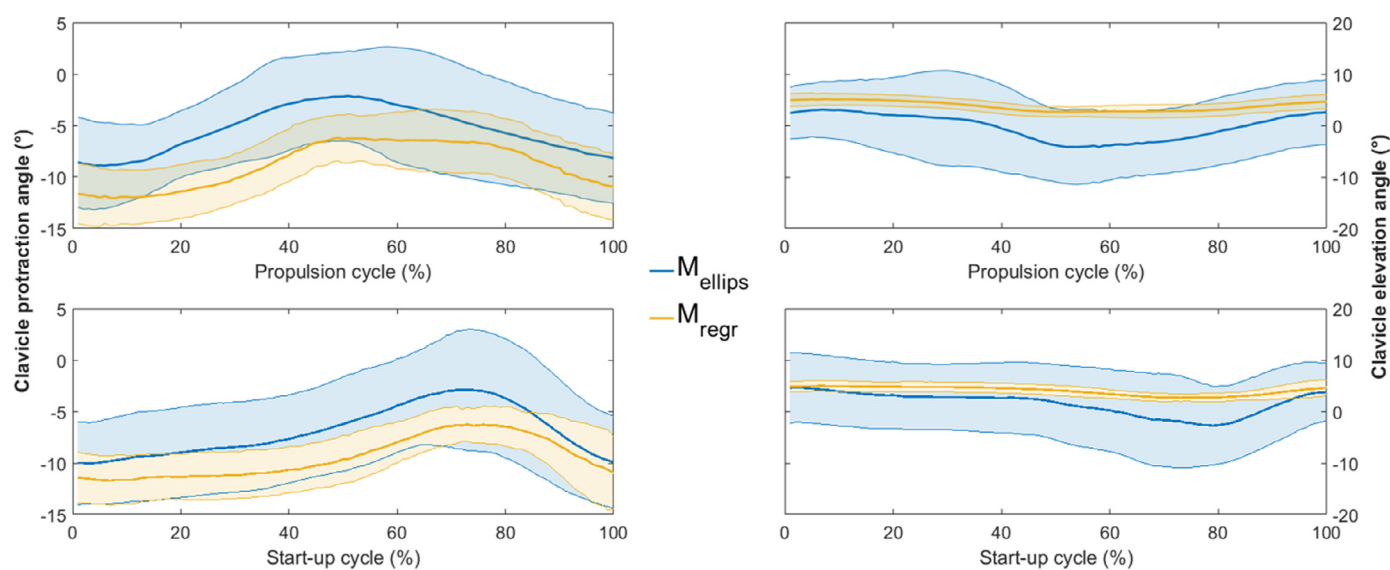 Clavicle protraction angle (°)
5
0
-5
-10
-15
0 20 40 60 80 100
Propulsion cycle (%)
20
10
0
-10
-20
0 20 40 60 80 100
Propulsion cycle (%)
Clavicle elevation angle (°)
Mellips
Mregr
5
0
-5
-10
-15
0 20 40 60 80 100
Start-up cycle (%)
20
10
0
-10
-20
0 20 40 60 80 100
Start-up cycle (%)